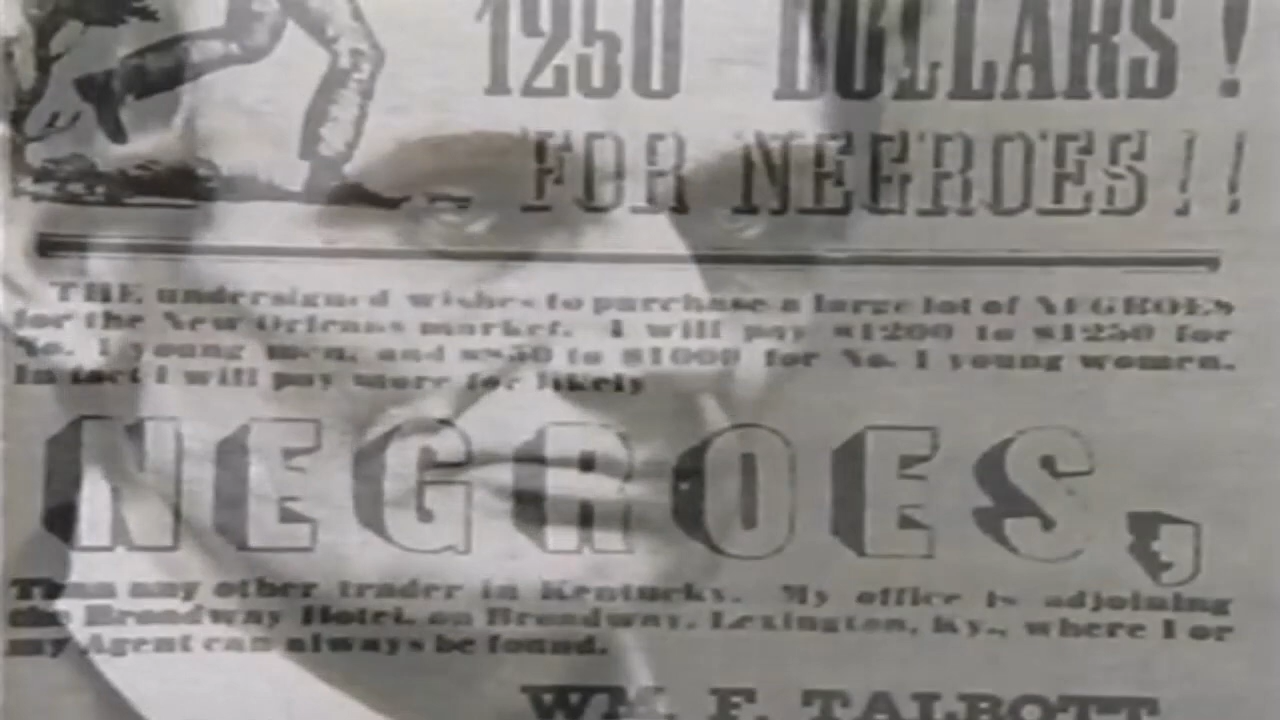 1250 DOLLARS!
FOR NEGROES!!
THE undersigned wishes to purchase a large lot of NEGROES
for the New Orleans market. I will pay $1200 to $1250 for
No. 1 young men, and $850 to $1000 for No. 1 young women.
In fact I will pay more for likely
NEGROES,
Than any other trader in Kentucky. My office is adjoining
the Broadway Hotel, on Broadway, Lexington, Ky., where I or
my Agent can always be found.
WM. F. TALBOTT